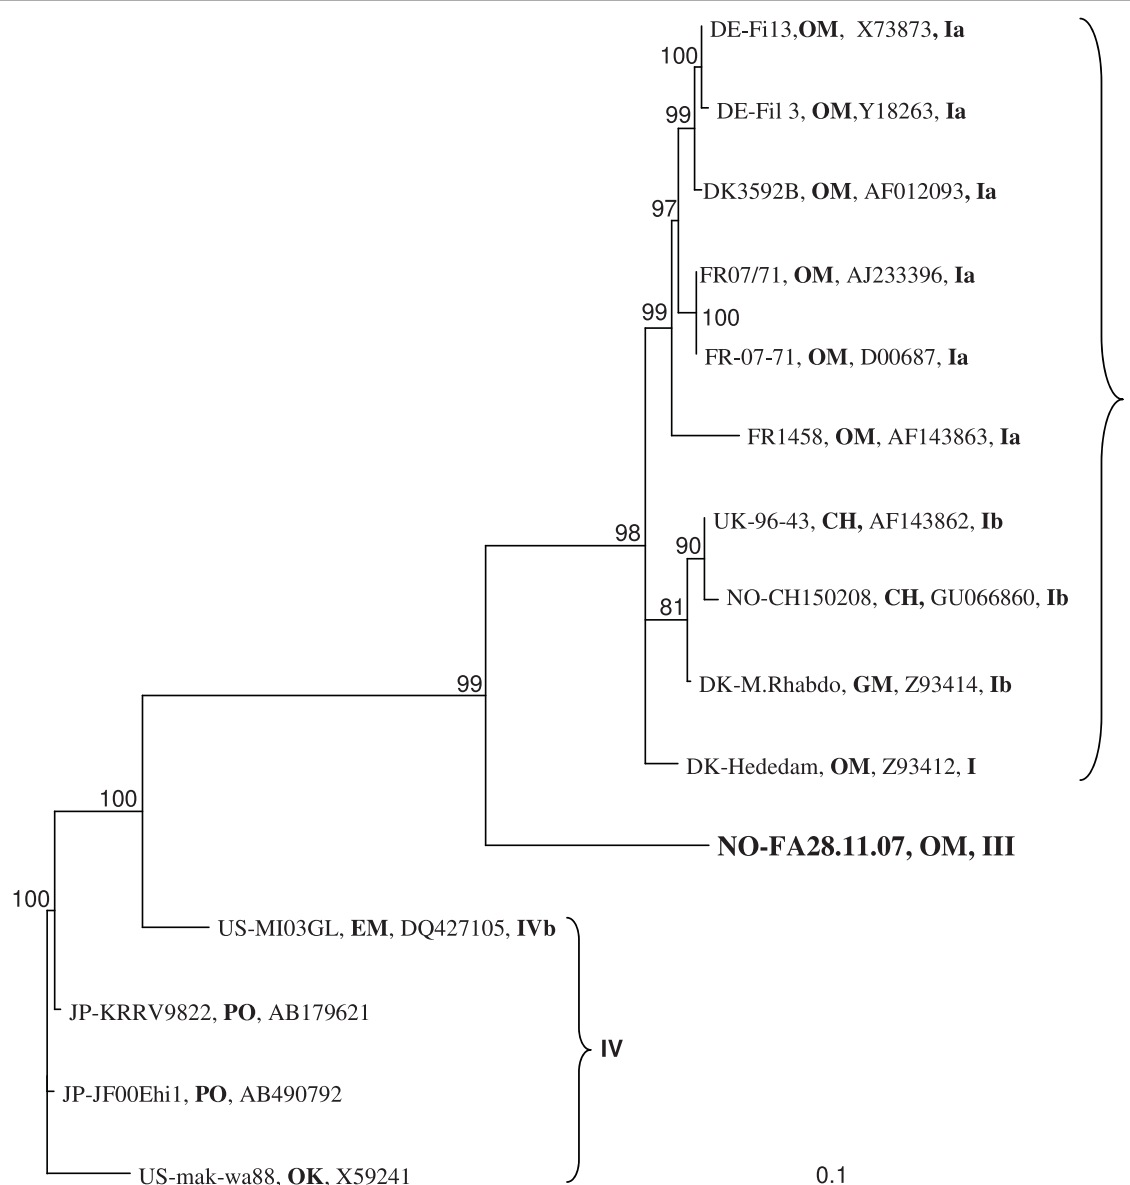 DE-Fi13,OM, X73873, Ia
100
DE-Fil 3, OM,Y18263, Ia
99
DK3592B, OM, AF012093, Ia
97
FR07/71, OM, AJ233396, Ia
99
100
FR-07-71, OM, D00687, Ia
FR1458, OM, AF143863, Ia
UK-96-43, CH, AF143862, Ib
98
90
NO-CH150208, CH, GU066860, Ib
81
DK-M.Rhabdo, GM, Z93414, Ib
99
DK-Hededam, OM, Z93412, I
100
NO-FA28.11.07, OM, III
100
US-MI03GL, EM, DQ427105, IVb
JP-KRRV9822, PO, AB179621
IV
JP-JF00Ehi1, PO, AB490792
US-mak-wa88, OK, X59241
0.1